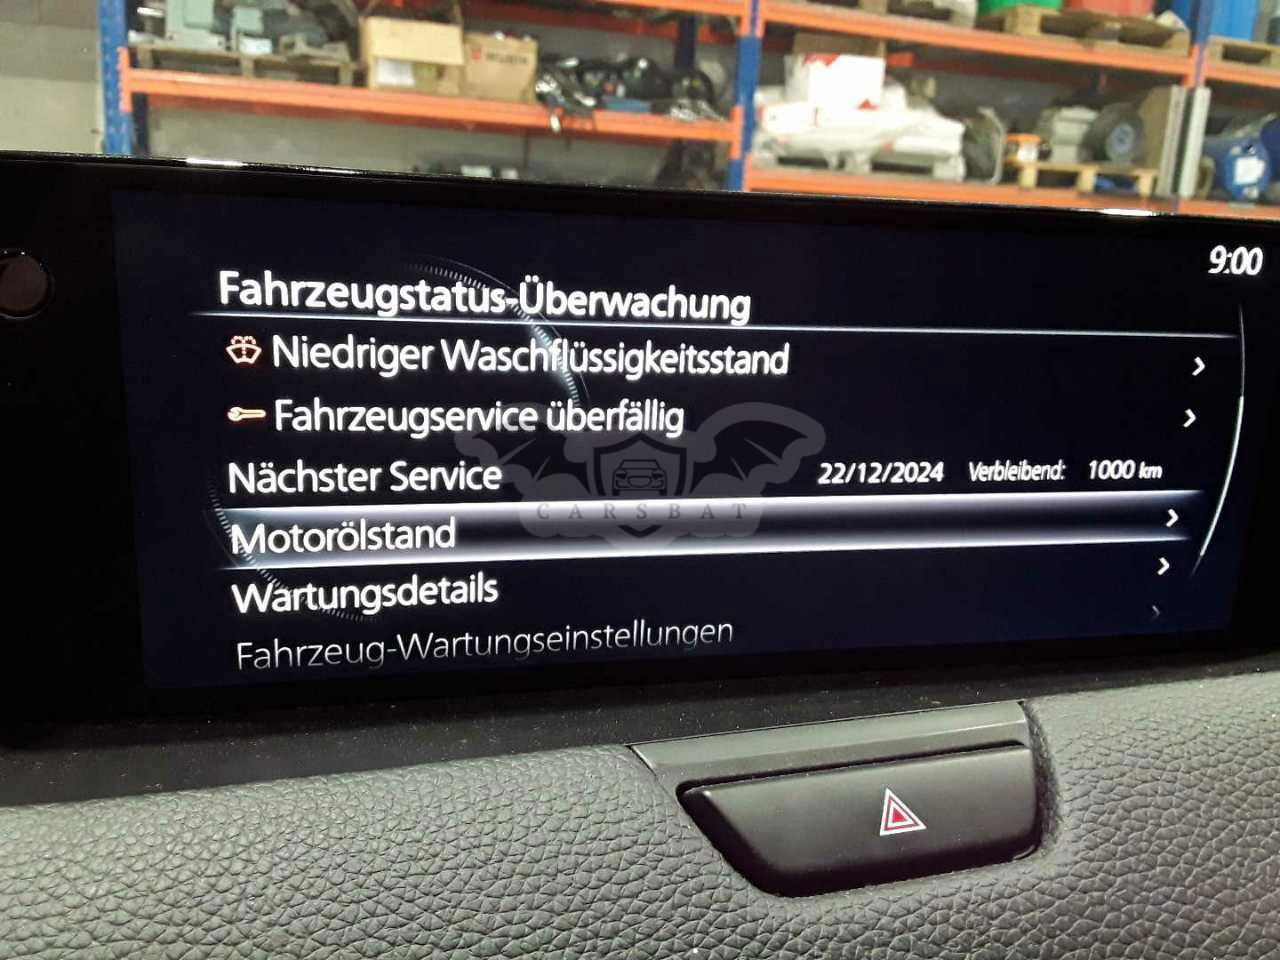 9:00
Fahrzeugstatus-Überwachung
Niedriger Waschflüssigkeitsstand
Fahrzeugservice überfällig
Nächster Service 22/12/2024 Verbleibend: 1000 km
CARSBAT
Motorölstand
Wartungsdetails
Fahrzeug-Wartungseinstellungen